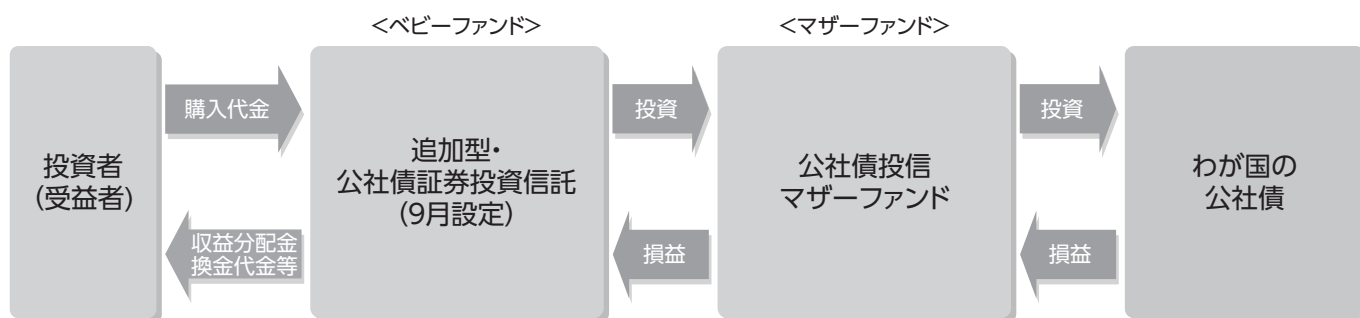 <ベビーファンド>
<マザーファンド>
投資者
(受益者)
購入代金
収益分配金
換金代金等
追加型・
公社債証券投資信託
(9月設定)
投資
損益
公社債投信
マザーファンド
投資
損益
わが国の
公社債